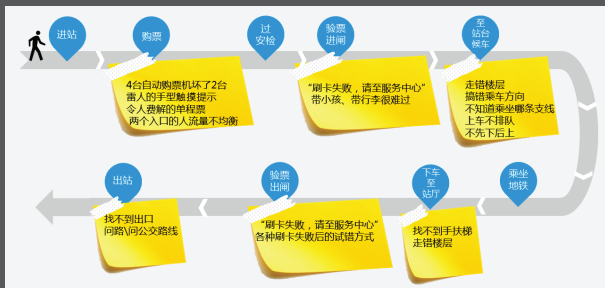 进站
购票
过
安检
验票
进闸
至
站台
候车
4台自动购票机坏了2台
雷人的手型触摸提示
令人费解的单程票
两个入口的人流量不均衡
“刷卡失败，请至服务中心”
带小孩、带行李很难过
走错楼层
搞错乘车方向
不知道乘坐哪条支线
上车不排队
不先下后上
出站
验票
出闸
下车
至
站厅
乘坐
地铁
找不到出口
问路\问公交路线
“刷卡失败，请至服务中心”
各种刷卡失败后的试错方式
找不到手扶梯
走错楼层